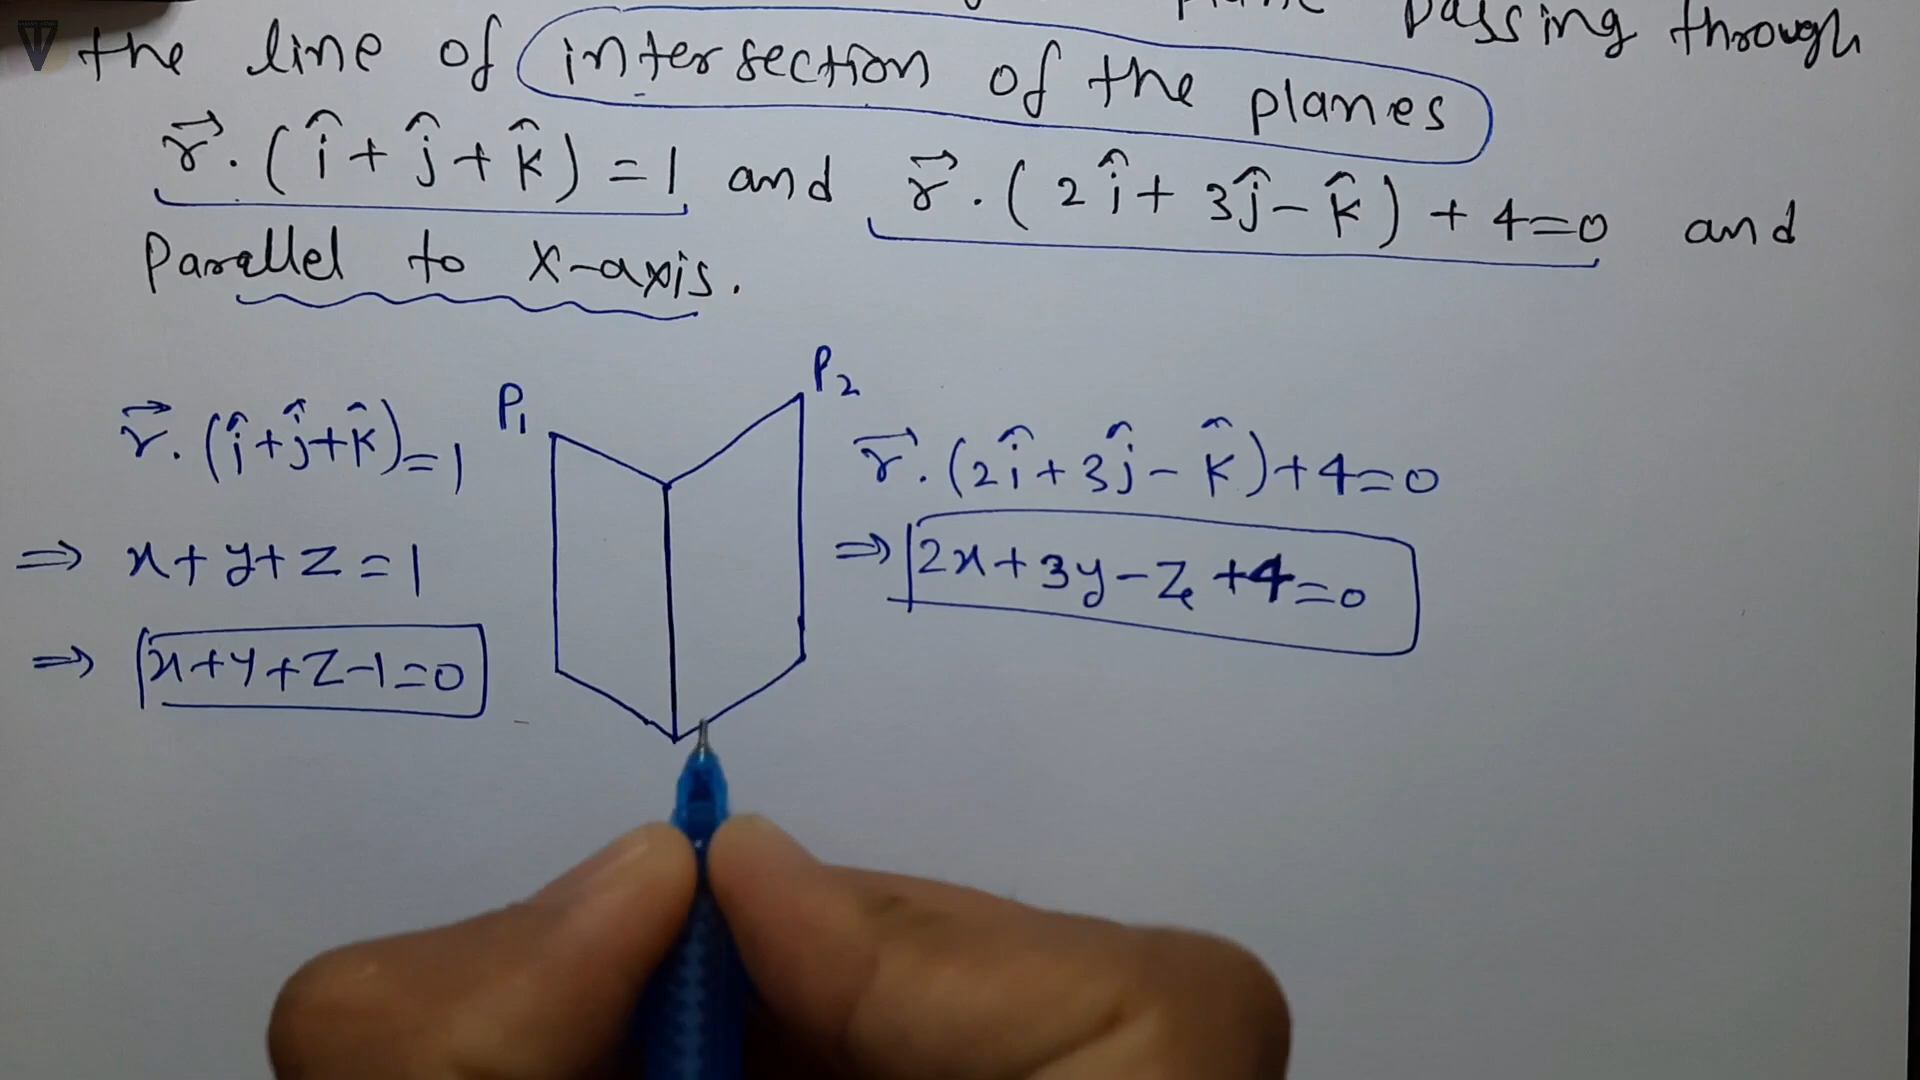 passing through
the line of intersection of the planes
r⃗.(î+ĵ+k̂)=1 and r⃗.(2î+3ĵ-k̂)+4=0 and
Parallel to x-axis.
P₁
P₂
r⃗.(î+ĵ+k̂)=1
r⃗.(2î+3ĵ-k̂)+4=0
⇒ x+y+z=1
⇒ 2x+3y-z+4=0
⇒ x+y+z-1=0